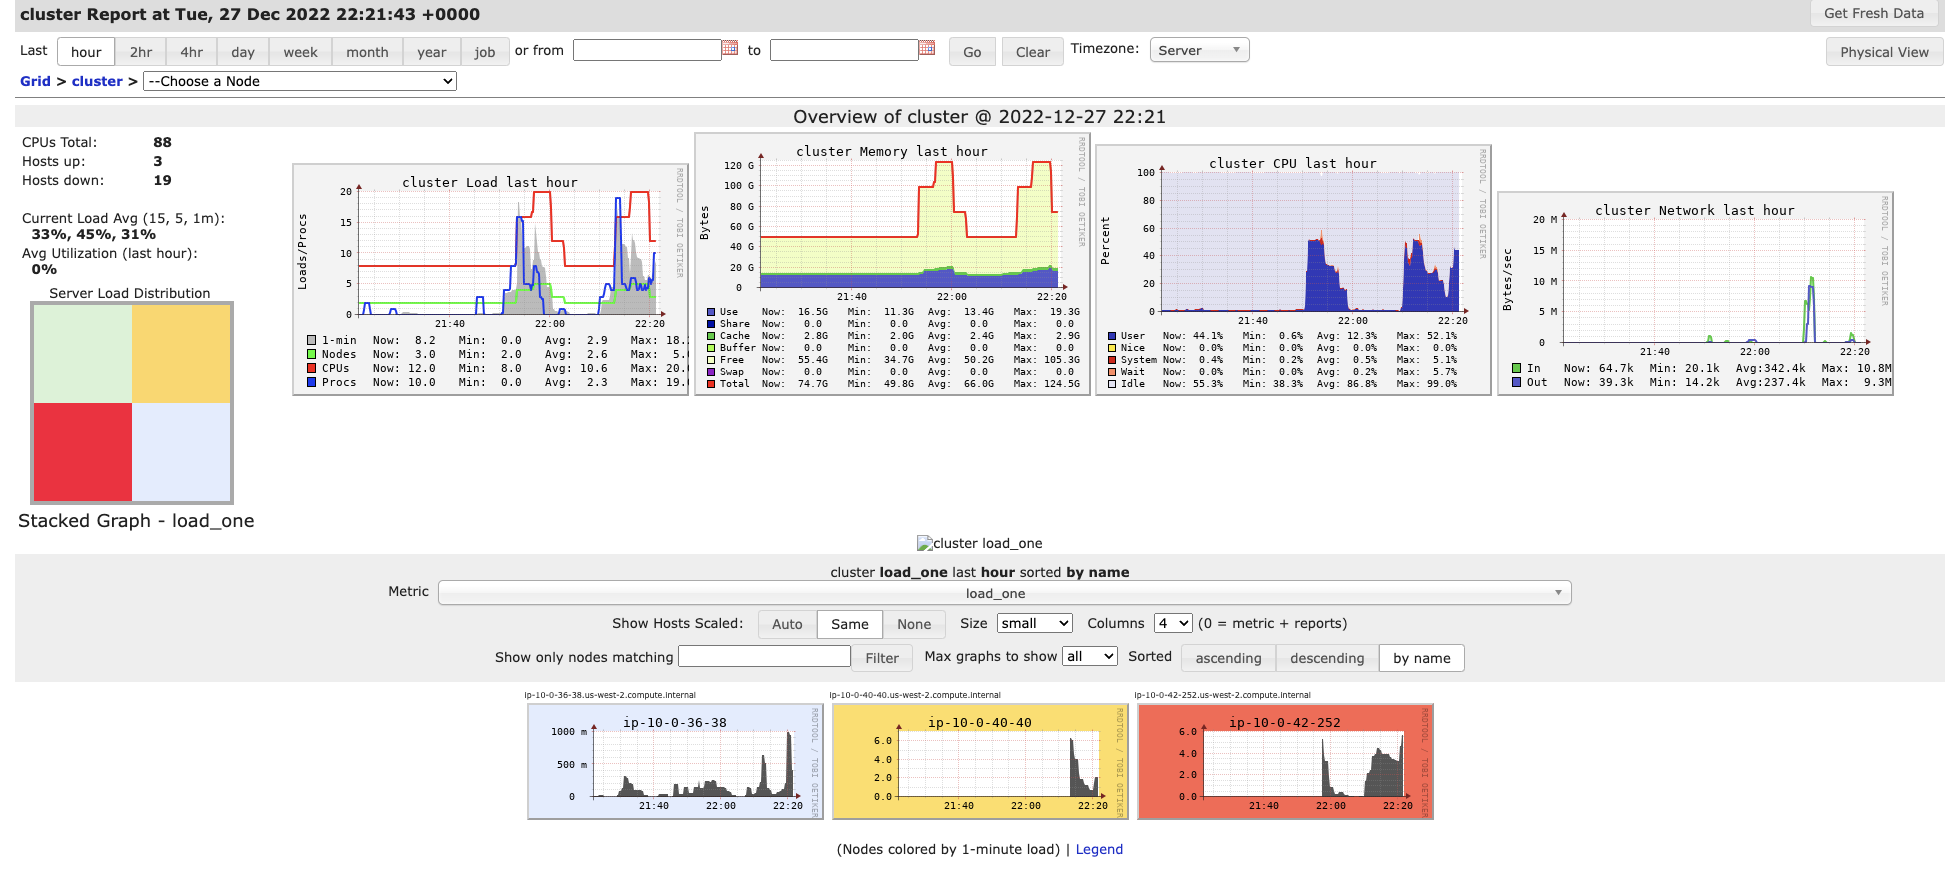 cluster Report at Tue, 27 Dec 2022 22:21:43 +0000
Get Fresh Data
Last hour 2hr 4hr day week month year job or from to Go Clear Timezone: Server
Physical View
Grid > cluster > --Choose a Node
Overview of cluster @ 2022-12-27 22:21
CPUs Total: 88
Hosts up: 3
Hosts down: 19
Current Load Avg (15, 5, 1m):
33%, 45%, 31%
Avg Utilization (last hour):
0%
Server Load Distribution
cluster Load last hour
Loads/Procs
20
15
10
5
0
21:40 22:00 22:20
1-min Now: 8.2 Min: 0.0 Avg: 2.9 Max: 18.
Nodes Now: 3.0 Min: 2.0 Avg: 2.6 Max: 5.
CPUs Now: 12.0 Min: 8.0 Avg: 10.6 Max: 20.
Procs Now: 10.0 Min: 0.0 Avg: 2.3 Max: 19.
RRDTOOL / TOBI OETIKER
cluster Memory last hour
Bytes
120 G
100 G
80 G
60 G
40 G
20 G
0
21:40 22:00 22:20
Use Now: 16.5G Min: 11.3G Avg: 13.4G Max: 19.3G
Share Now: 0.0 Min: 0.0 Avg: 0.0 Max: 0.0
Cache Now: 2.8G Min: 2.0G Avg: 2.4G Max: 2.9G
Buffer Now: 0.0 Min: 0.0 Avg: 0.0 Max: 0.0
Free Now: 55.4G Min: 34.7G Avg: 50.2G Max: 105.3G
Swap Now: 0.0 Min: 0.0 Avg: 0.0 Max: 0.0
Total Now: 74.7G Min: 49.8G Avg: 66.0G Max: 124.5G
RRDTOOL / TOBI OETIKER
cluster CPU last hour
Percent
100
80
60
40
20
0
21:40 22:00 22:20
User Now: 44.1% Min: 0.6% Avg: 12.3% Max: 52.1%
Nice Now: 0.0% Min: 0.0% Avg: 0.0% Max: 0.0%
System Now: 0.4% Min: 0.2% Avg: 0.5% Max: 5.1%
Wait Now: 0.0% Min: 0.0% Avg: 0.2% Max: 5.7%
Idle Now: 55.3% Min: 38.3% Avg: 86.8% Max: 99.0%
RRDTOOL / TOBI OETIKER
cluster Network last hour
Bytes/sec
20 M
15 M
10 M
5 M
0
21:40 22:00 22:20
In Now: 64.7k Min: 20.1k Avg:342.4k Max: 10.8M
Out Now: 39.3k Min: 14.2k Avg:237.4k Max: 9.3M
RRDTOOL / TOBI OETIKER
Stacked Graph - load_one
cluster load_one
cluster load_one last hour sorted by name
Metric load_one
Show Hosts Scaled: Auto Same None Size small Columns 4 (0 = metric + reports)
Show only nodes matching Filter Max graphs to show all Sorted ascending descending by name
ip-10-0-36-38.us-west-2.compute.internal
ip-10-0-36-38
1000 m
500 m
0
21:40 22:00 22:20
RRDTOOL / TOBI OETIKER
ip-10-0-40-40.us-west-2.compute.internal
ip-10-0-40-40
6.0
4.0
2.0
0.0
21:40 22:00 22:20
RRDTOOL / TOBI OETIKER
ip-10-0-42-252.us-west-2.compute.internal
ip-10-0-42-252
6.0
4.0
2.0
0.0
21:40 22:00 22:20
RRDTOOL / TOBI OETIKER
(Nodes colored by 1-minute load) | Legend